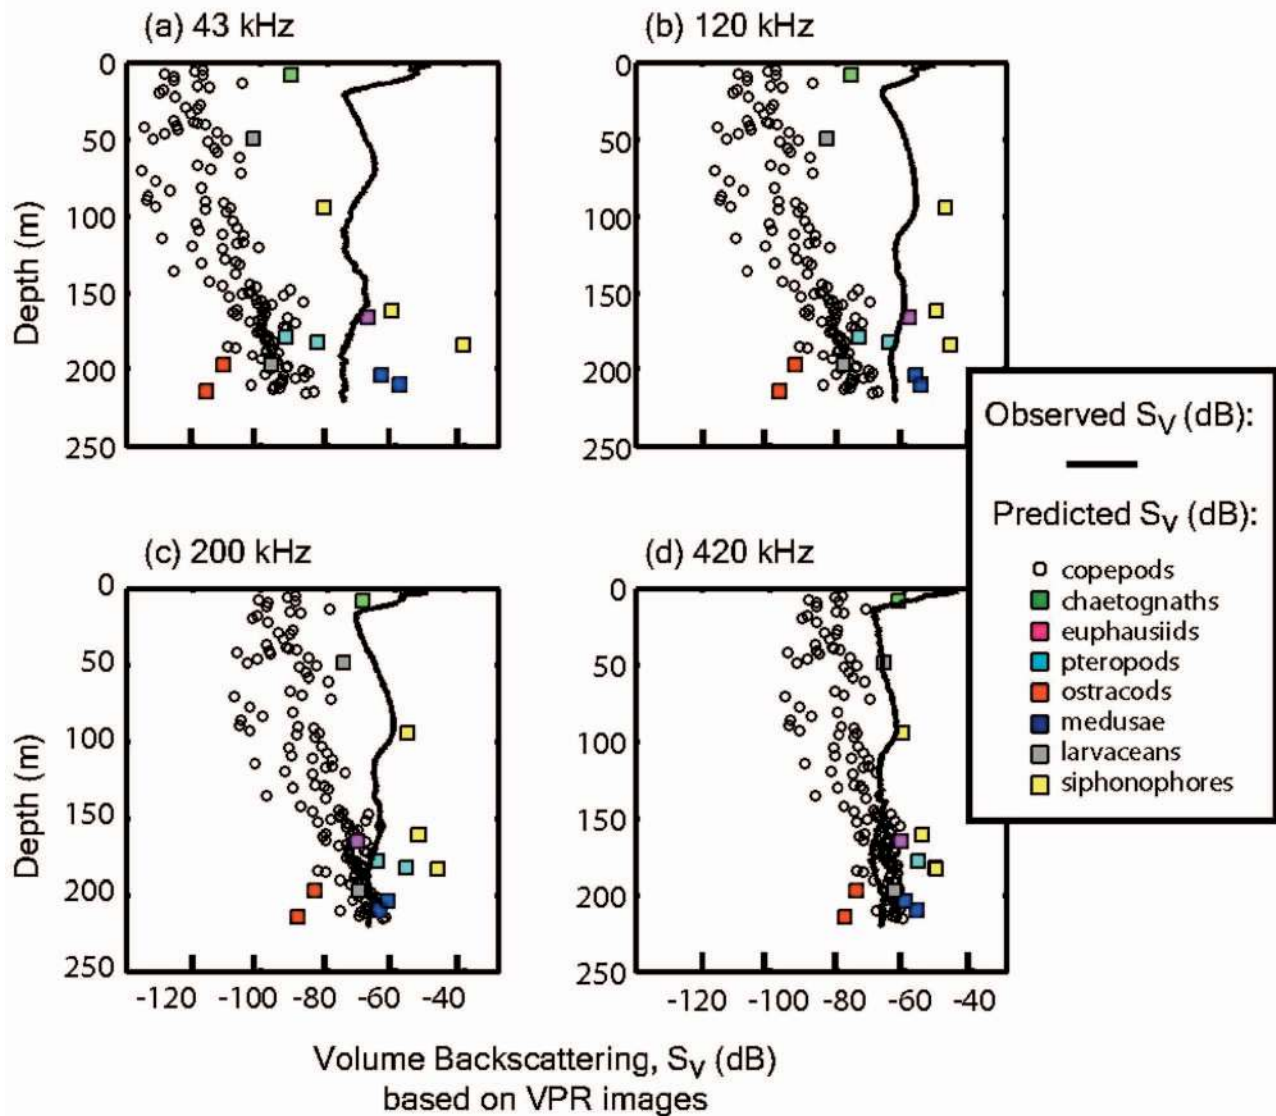 (a) 43 kHz
0
50
100
150
200
250
Depth (m)
(b) 120 kHz
0
50
100
150
200
250
(c) 200 kHz
0
50
100
150
200
250
Depth (m)
-120 -100 -80 -60 -40
(d) 420 kHz
0
50
100
150
200
250
-120 -100 -80 -60 -40
Observed Sv (dB):
Predicted Sv (dB):
copepods
chaetognaths
euphausiids
pteropods
ostracods
medusae
larvaceans
siphonophores
Volume Backscattering, Sv (dB)
based on VPR images